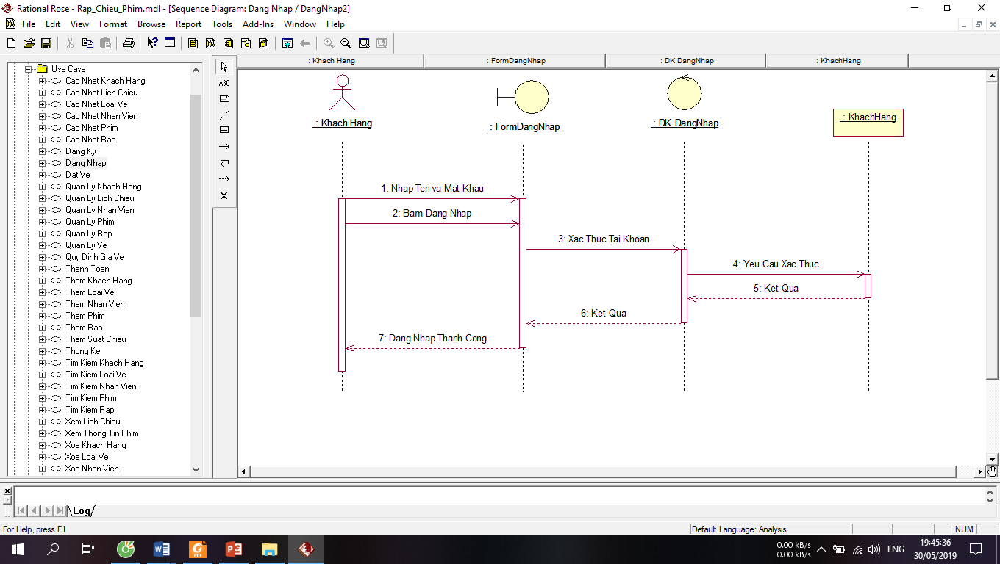 Rational Rose - Rap_Chieu_Phim.mdl - [Sequence Diagram: Dang Nhap / DangNhap2]
File Edit View Format Browse Report Tools Add-Ins Window Help
Use Case
Cap Nhat Khach Hang
Cap Nhat Lich Chieu
Cap Nhat Loai Ve
Cap Nhat Nhan Vien
Cap Nhat Phim
Cap Nhat Rap
Dang Ky
Dang Nhap
Dat Ve
Quan Ly Khach Hang
Quan Ly Lich Chieu
Quan Ly Nhan Vien
Quan Ly Phim
Quan Ly Rap
Quan Ly Ve
Quy Dinh Gia Ve
Thanh Toan
Them Khach Hang
Them Loai Ve
Them Nhan Vien
Them Phim
Them Rap
Them Suat Chieu
Thong Ke
Tim Kiem Khach Hang
Tim Kiem Loai Ve
Tim Kiem Nhan Vien
Tim Kiem Phim
Tim Kiem Rap
Xem Lich Chieu
Xem Thong Tin Phim
Xoa Khach Hang
Xoa Loai Ve
Xoa Nhan Vien
ABC
: Khach Hang : FormDangNhap : DK DangNhap : KhachHang
: Khach Hang
: FormDangNhap
: DK DangNhap
: KhachHang
1: Nhap Ten va Mat Khau
2: Bam Dang Nhap
3: Xac Thuc Tai Khoan
4: Yeu Cau Xac Thuc
5: Ket Qua
6: Ket Qua
7: Dang Nhap Thanh Cong
Log
For Help, press F1
Default Language: Analysis
NUM
PDF
0.00 kB/s
0.00 kB/s
ENG
19:45:36
30/05/2019